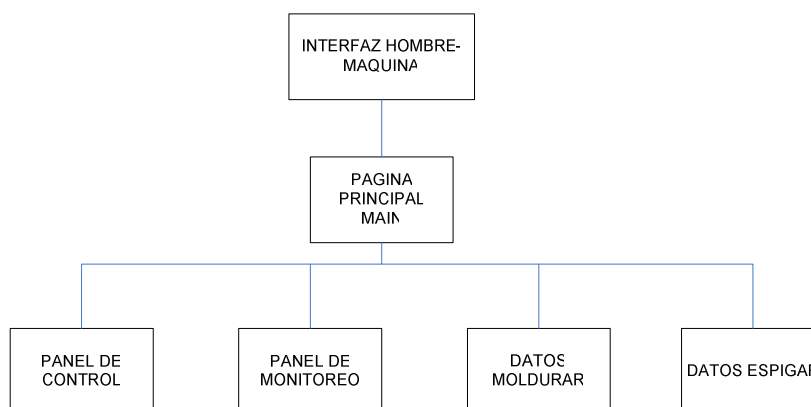 INTERFAZ HOMBRE-
MAQUINA
PAGINA
PRINCIPAL
MAIN
PANEL DE
CONTROL
PANEL DE
MONITOREO
DATOS
MOLDURAR
DATOS ESPIGAR